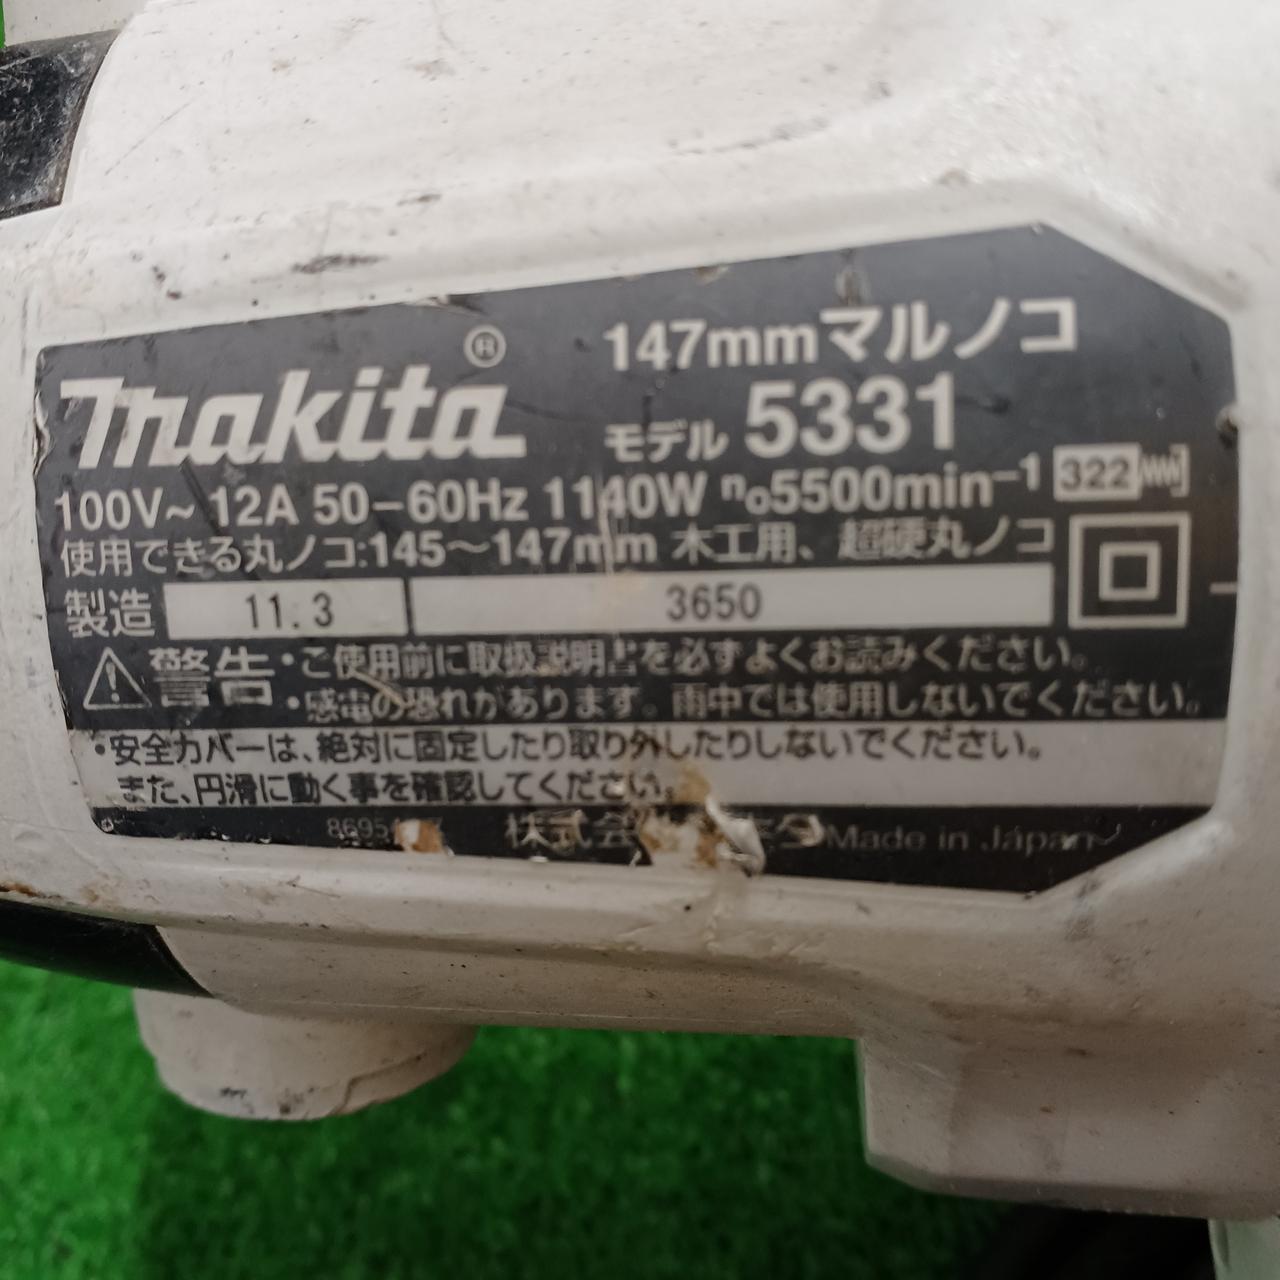 makita®
147mmマルノコ
モデル 5331
100V~ 12A 50-60Hz 1140W n₀5500min⁻¹ 322
使用できる丸ノコ:145〜147mm 木工用、超硬丸ノコ
製造 11.3 3650
⚠警告・ご使用前に取扱説明書を必ずよくお読みください。
・感電の恐れがあります。雨中では使用しないでください。
・安全カバーは、絶対に固定したり取り外したりしないでください。
また、円滑に動く事を確認してください。
株式会 Made in Japan